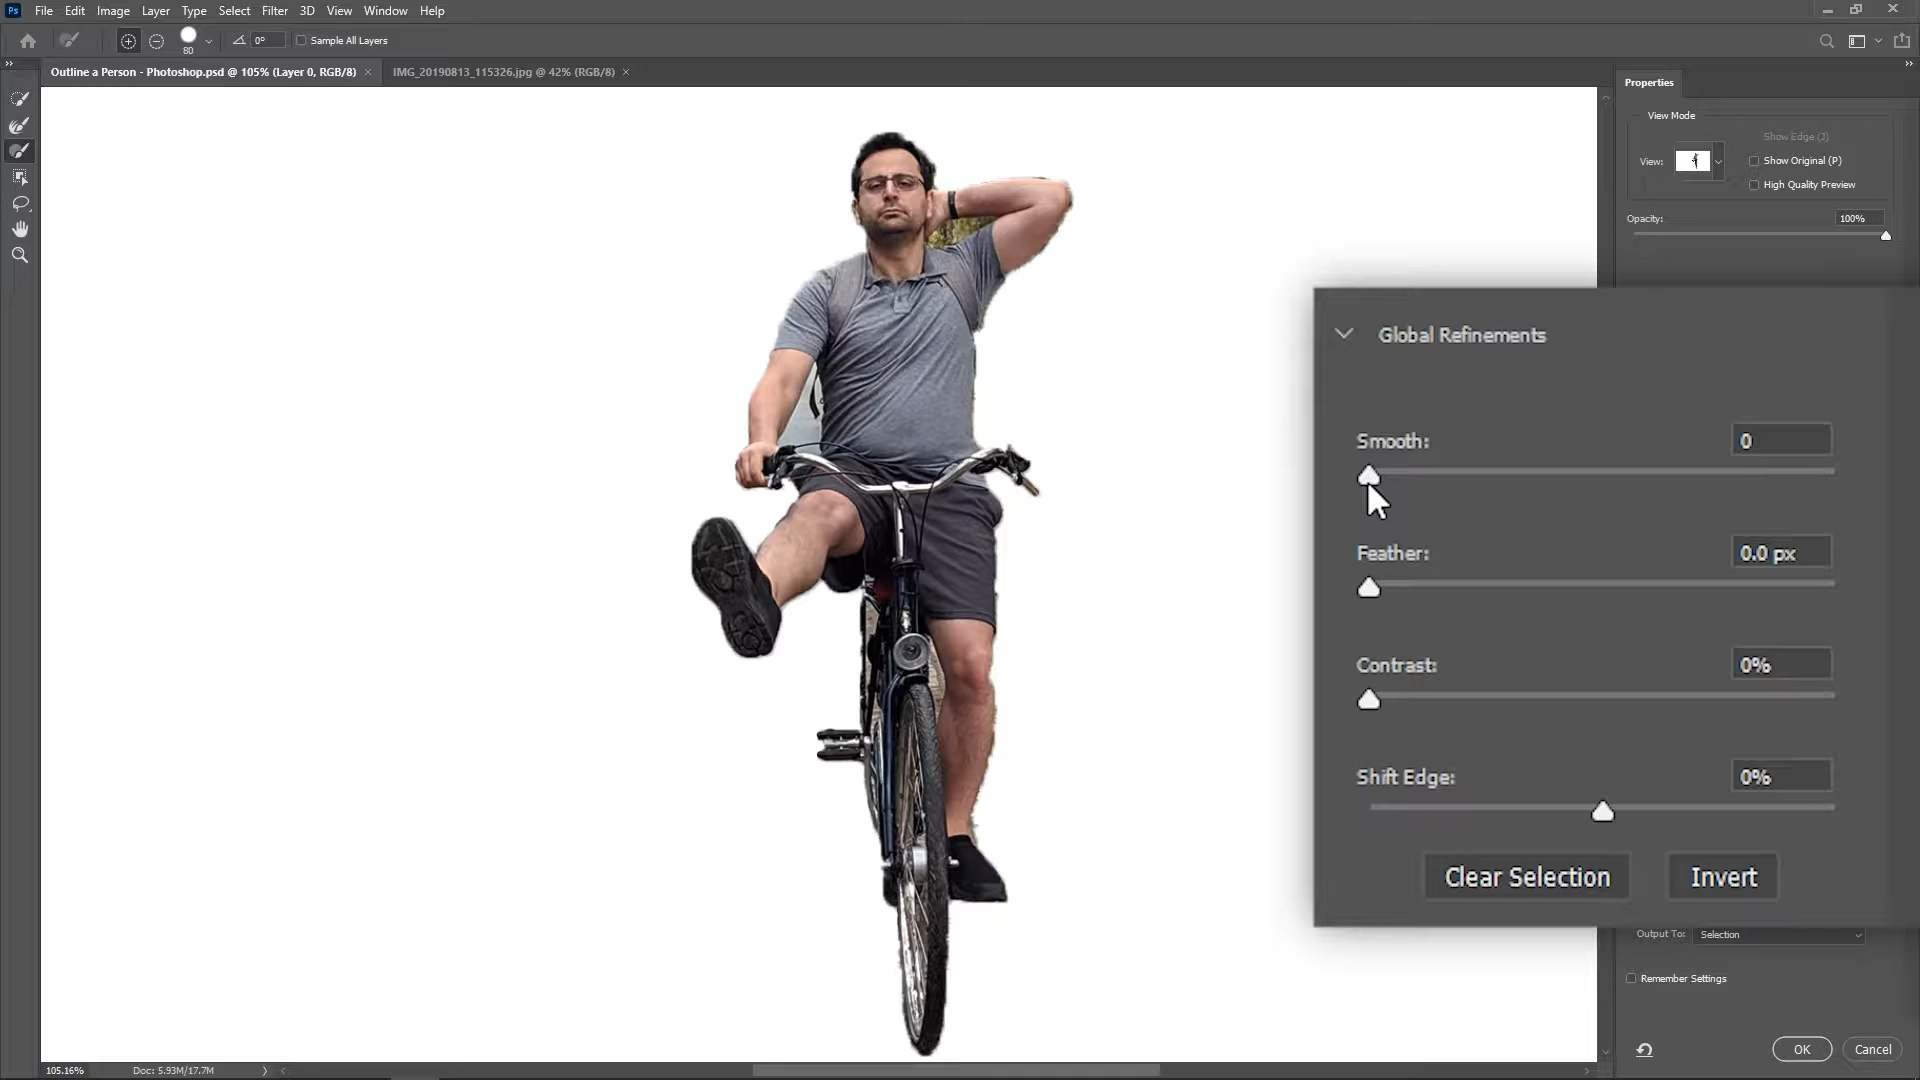 Ps File Edit Image Layer Type Select Filter 3D View Window Help
80 0° Sample All Layers
Outline a Person - Photoshop.psd @ 105% (Layer 0, RGB/8) × IMG_20190813_115326.jpg @ 42% (RGB/8) ×
Properties
View Mode
Show Edge (J)
View: Show Original (P)
High Quality Preview
Opacity: 100%
Global Refinements
Smooth: 0
Feather: 0.0 px
Contrast: 0%
Shift Edge: 0%
Clear Selection Invert
Output To: Selection
Remember Settings
OK Cancel
105.16% Doc: 5.93M/17.7M